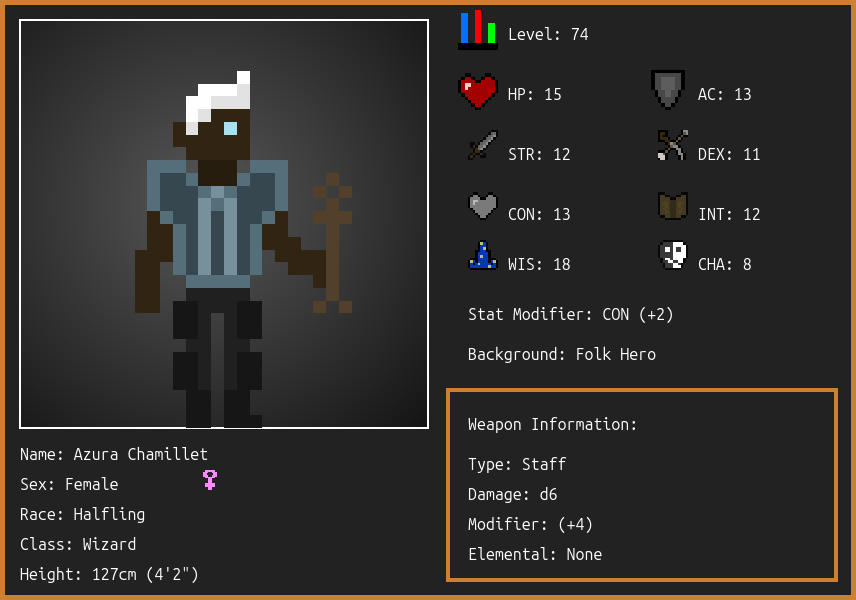 Level: 74
HP: 15
AC: 13
STR: 12
DEX: 11
CON: 13
INT: 12
WIS: 18
CHA: 8
Stat Modifier: CON (+2)
Background: Folk Hero
Weapon Information:
Type: Staff
Damage: d6
Modifier: (+4)
Elemental: None
Name: Azura Chamillet
Sex: Female
Race: Halfling
Class: Wizard
Height: 127cm (4'2")